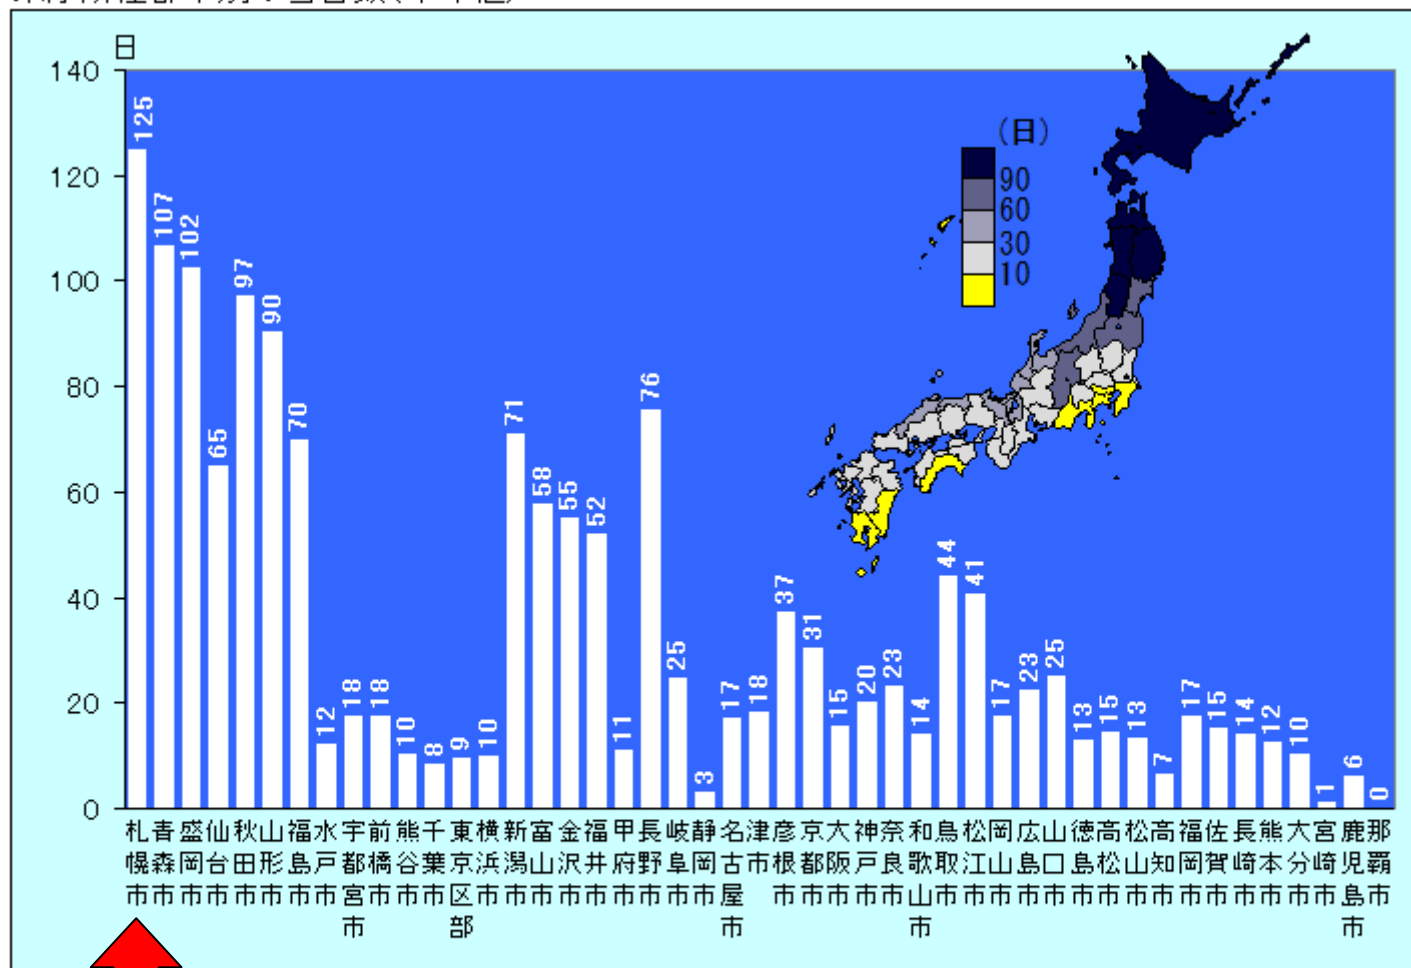 日
140
120
100
80
60
40
20
0
125
107
102
65
97
90
70
12
18
18
10
8
9
10
71
58
55
52
11
76
25
3
17
18
37
31
15
20
23
14
44
41
17
23
25
13
15
13
7
17
15
14
12
10
1
6
0
(日)
90
60
30
10
札幌市
青森市
盛岡市
仙台市
秋田市
山形市
福島市
水戸市
宇都宮市
前橋市
熊谷市
千葉市
東京区部
横浜市
新潟市
富山市
金沢市
福井市
甲府市
長野市
岐阜市
静岡市
名古屋市
津市
彦根市
京都市
大阪市
神戸市
奈良市
和歌山市
鳥取市
松江市
岡山市
広島市
山口市
徳島市
高松市
松山市
高知市
福岡市
佐賀市
長崎市
熊本市
大分市
宮崎市
鹿児島市
那覇市